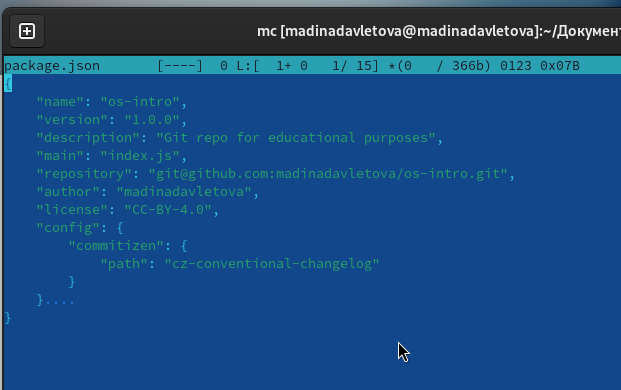 mc [madinadavletova@madinadavletova]:~/Докумен
package.json       [----]  0 L:[  1+ 0   1/ 15] *(0   / 366b) 0123 0x07B
{
    "name": "os-intro",
    "version": "1.0.0",
    "description": "Git repo for educational purposes",
    "main": "index.js",
    "repository": "git@github.com:madinadavletova/os-intro.git",
    "author": "madinadavletova",
    "license": "CC-BY-4.0",
    "config": {
        "commitizen": {
            "path": "cz-conventional-changelog"
        }
    }....
}